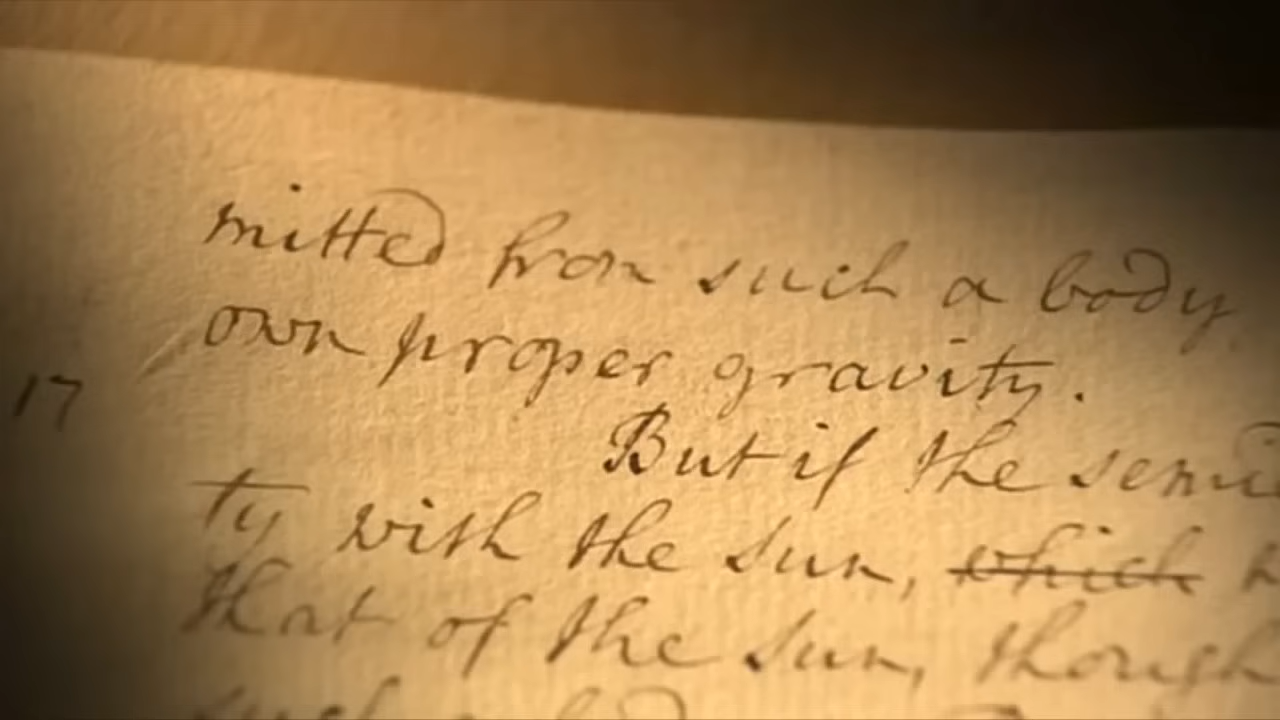 mitted from such a body
own proper gravity.
17
But if the
ty with the sun, which
that of the sun, though